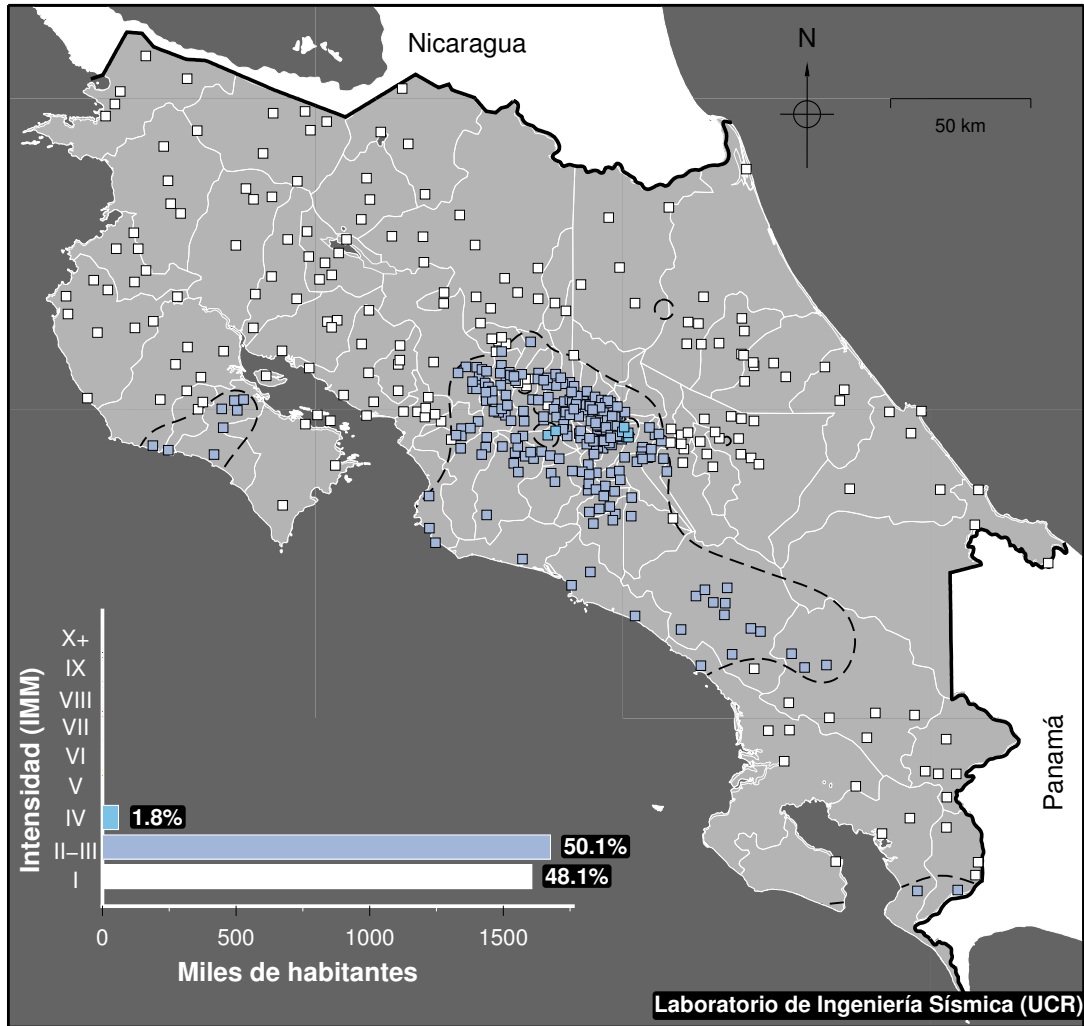 Nicaragua
N
50 km
Panamá
Intensidad (IMM)
X+
IX
VIII
VII
VI
V
IV
II–III
I
1.8%
50.1%
48.1%
0
500
1000
1500
Miles de habitantes
Laboratorio de Ingeniería Sísmica (UCR)